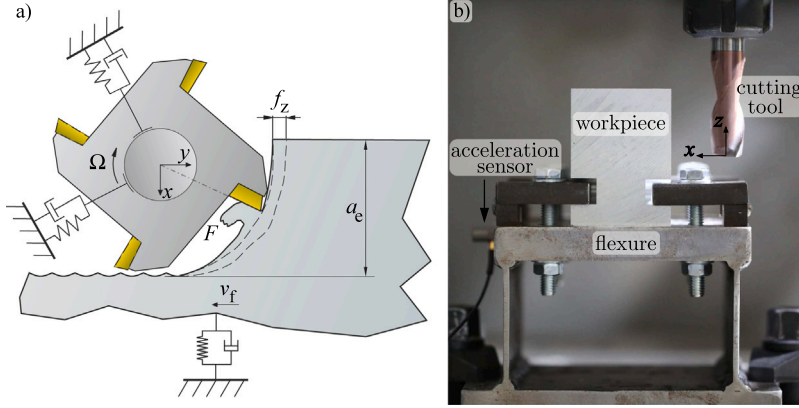 a)
f_z
Ω
y
x
F
a_e
v_f
b)
cutting
tool
workpiece
z
x
acceleration
sensor
flexure